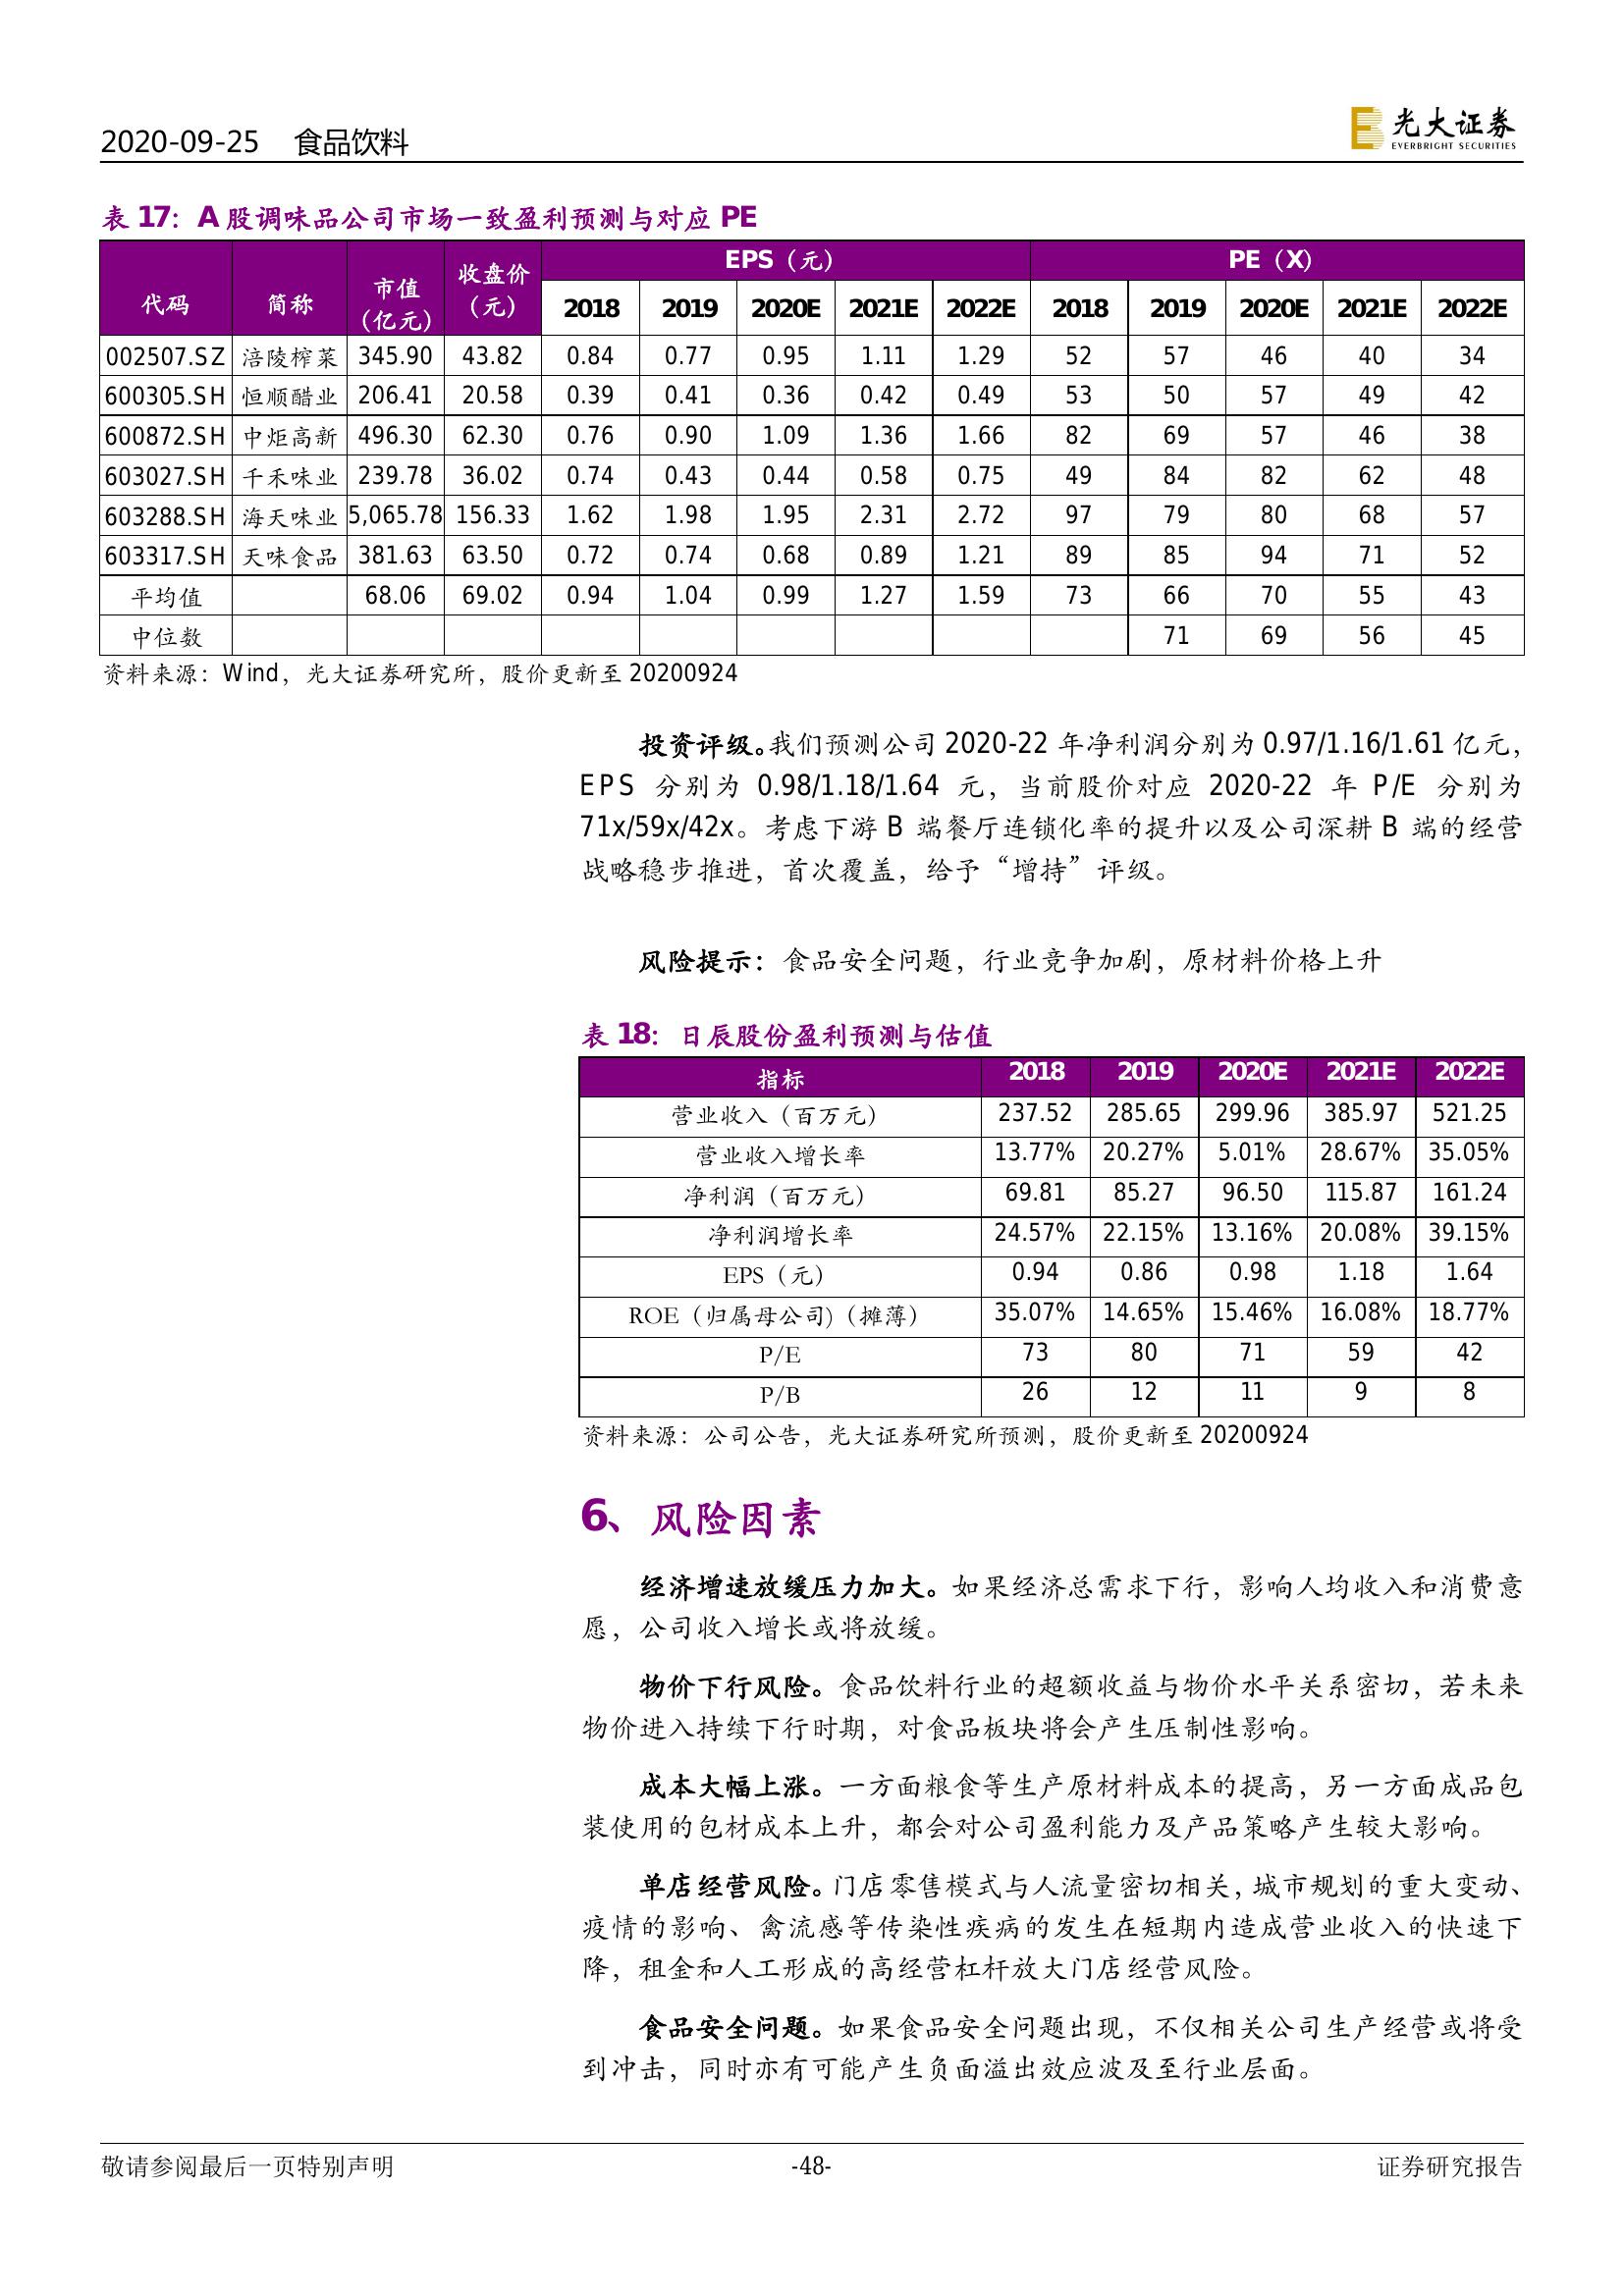 2020-09-25 食品饮料
光大证券
EVERBRIGHT SECURITIES
表 17：A 股调味品公司市场一致盈利预测与对应 PE
代码 简称 市值（亿元） 收盘价（元） EPS（元） PE（X）
2018 2019 2020E 2021E 2022E 2018 2019 2020E 2021E 2022E
002507.SZ 涪陵榨菜 345.90 43.82 0.84 0.77 0.95 1.11 1.29 52 57 46 40 34
600305.SH 恒顺醋业 206.41 20.58 0.39 0.41 0.36 0.42 0.49 53 50 57 49 42
600872.SH 中炬高新 496.30 62.30 0.76 0.90 1.09 1.36 1.66 82 69 57 46 38
603027.SH 千禾味业 239.78 36.02 0.74 0.43 0.44 0.58 0.75 49 84 82 62 48
603288.SH 海天味业 5,065.78 156.33 1.62 1.98 1.95 2.31 2.72 97 79 80 68 57
603317.SH 天味食品 381.63 63.50 0.72 0.74 0.68 0.89 1.21 89 85 94 71 52
平均值 68.06 69.02 0.94 1.04 0.99 1.27 1.59 73 66 70 55 43
中位数 71 69 56 45
资料来源：Wind，光大证券研究所，股价更新至 20200924
投资评级。我们预测公司 2020-22 年净利润分别为 0.97/1.16/1.61 亿元，
EPS 分别为 0.98/1.18/1.64 元，当前股价对应 2020-22 年 P/E 分别为
71x/59x/42x。考虑下游 B 端餐厅连锁化率的提升以及公司深耕 B 端的经营
战略稳步推进，首次覆盖，给予“增持”评级。
风险提示：食品安全问题，行业竞争加剧，原材料价格上升
表 18：日辰股份盈利预测与估值
指标 2018 2019 2020E 2021E 2022E
营业收入（百万元） 237.52 285.65 299.96 385.97 521.25
营业收入增长率 13.77% 20.27% 5.01% 28.67% 35.05%
净利润（百万元） 69.81 85.27 96.50 115.87 161.24
净利润增长率 24.57% 22.15% 13.16% 20.08% 39.15%
EPS（元） 0.94 0.86 0.98 1.18 1.64
ROE（归属母公司)（摊薄） 35.07% 14.65% 15.46% 16.08% 18.77%
P/E 73 80 71 59 42
P/B 26 12 11 9 8
资料来源：公司公告，光大证券研究所预测，股价更新至 20200924
6、风险因素
经济增速放缓压力加大。如果经济总需求下行，影响人均收入和消费意
愿，公司收入增长或将放缓。
物价下行风险。食品饮料行业的超额收益与物价水平关系密切，若未来
物价进入持续下行时期，对食品板块将会产生压制性影响。
成本大幅上涨。一方面粮食等生产原材料成本的提高，另一方面成品包
装使用的包材成本上升，都会对公司盈利能力及产品策略产生较大影响。
单店经营风险。门店零售模式与人流量密切相关，城市规划的重大变动、
疫情的影响、禽流感等传染性疾病的发生在短期内造成营业收入的快速下
降，租金和人工形成的高经营杠杆放大门店经营风险。
食品安全问题。如果食品安全问题出现，不仅相关公司生产经营或将受
到冲击，同时亦有可能产生负面溢出效应波及至行业层面。
敬请参阅最后一页特别声明 -48- 证券研究报告